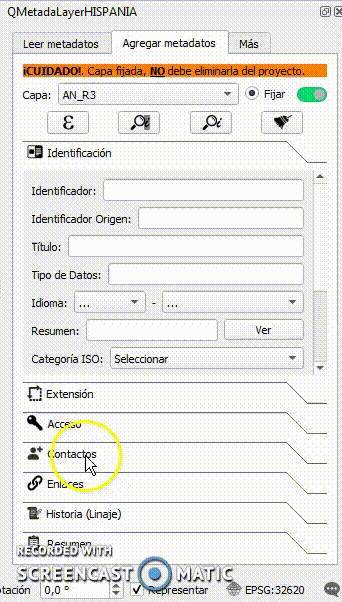 QMetadaLayerHISPANIA
Leer metadatos
Agregar metadatos
Más
¡CUIDADO!. Capa fijada, NO debe eliminarla del proyecto.
Capa: AN_R3 Fijar
ε i i
Identificación
Identificador:
Identificador Origen:
Título:
Tipo de Datos:
Idioma: ... - ...
Resumen: Ver
Categoría ISO: Seleccionar
Extensión
Acceso
Contactos
Enlaces
Historia (Linaje)
Resumen
RECORDED WITH
SCREENCAST MATIC
otación 0,0 ° Representar EPSG:32620